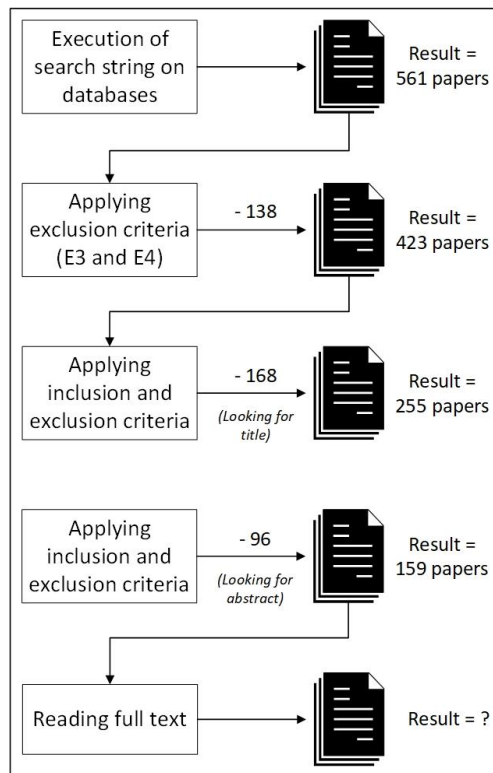 Execution of
search string on
databases
Result =
561 papers
Applying
exclusion criteria
(E3 and E4)
- 138
Result =
423 papers
Applying
inclusion and
exclusion criteria
- 168
(Looking for
title)
Result =
255 papers
Applying
inclusion and
exclusion criteria
- 96
(Looking for
abstract)
Result =
159 papers
Reading full text
Result = ?